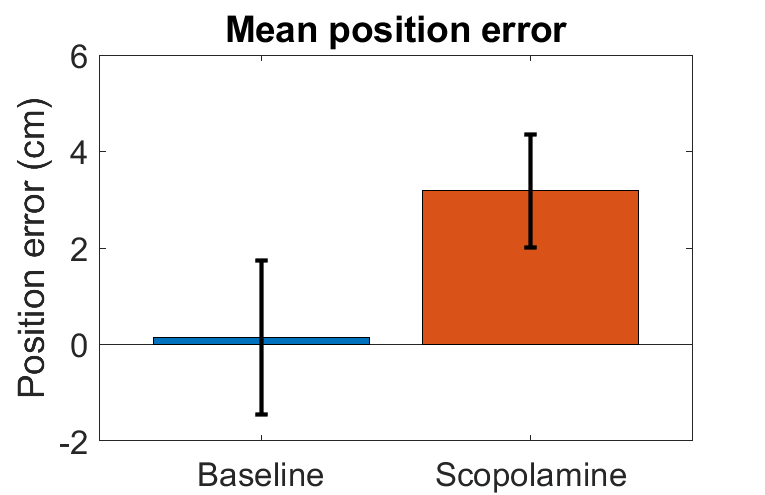 Mean position error
Position error (cm)
6
4
2
0
-2
Baseline
Scopolamine